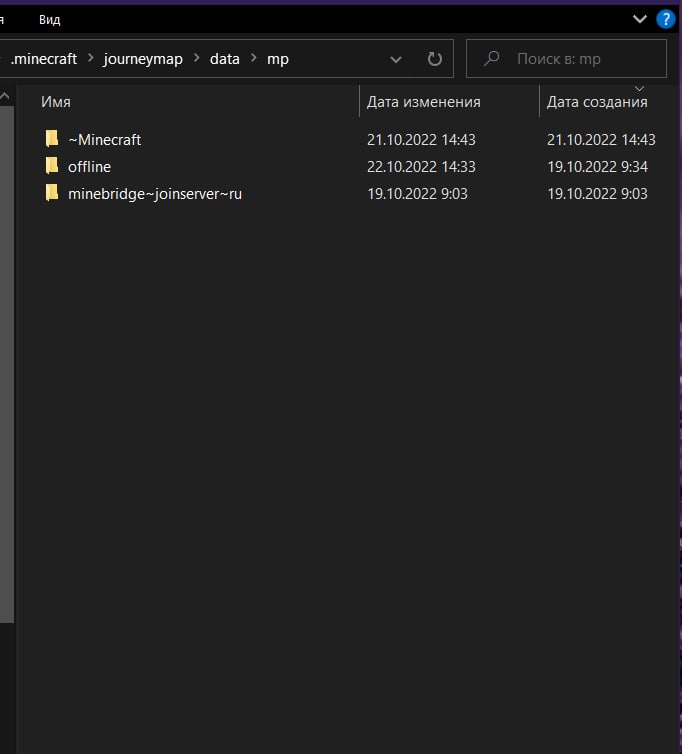 я Вид ?
.minecraft > journeymap > data > mp Поиск в: mp
Имя Дата изменения Дата создания
~Minecraft 21.10.2022 14:43 21.10.2022 14:43
offline 22.10.2022 14:33 19.10.2022 9:34
minebridge~joinserver~ru 19.10.2022 9:03 19.10.2022 9:03